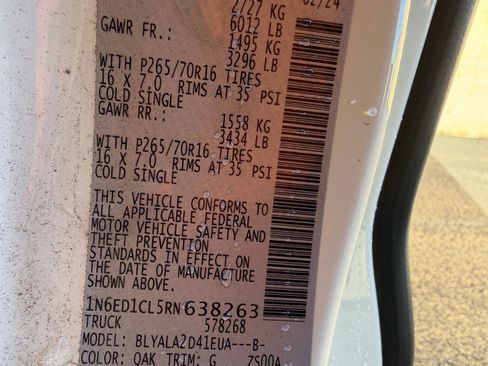 02/24
2727 KG
6012 LB
GAWR FR.: 1495 KG
3296 LB
WITH P265/70R16 TIRES
16 X 7.0 RIMS AT 35 PSI
COLD SINGLE
GAWR RR.: 1558 KG
3434 LB
WITH P265/70R16 TIRES
16 X 7.0 RIMS AT 35 PSI
COLD SINGLE
THIS VEHICLE CONFORMS TO
ALL APPLICABLE FEDERAL
MOTOR VEHICLE SAFETY AND
THEFT PREVENTION
STANDARDS IN EFFECT ON
THE DATE OF MANUFACTURE
SHOWN ABOVE.
1N6ED1CL5RN638263
TRUCK 578268
MODEL: BLYALA2D41EUA---B-
COLOR: QAK TRIM: G ZS00A